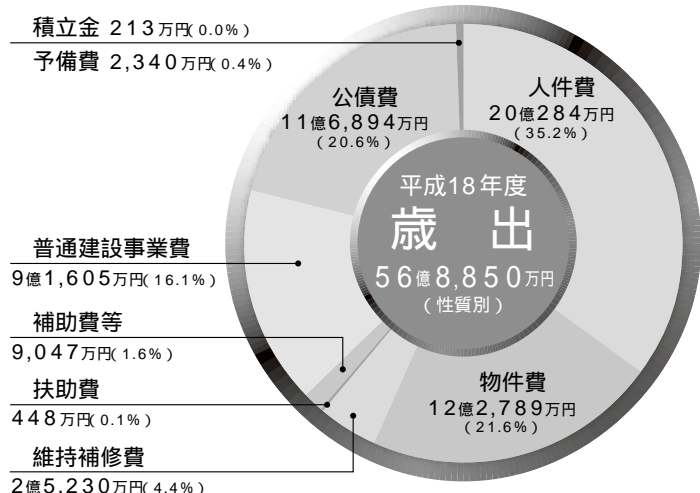 積立金 213万円(0.0%)
予備費 2,340万円(0.4%)
公債費
11億6,894万円
(20.6%)
人件費
20億284万円
(35.2%)
平成18年度
歳 出
56億8,850万円
(性質別)
普通建設事業費
9億1,605万円(16.1%)
補助費等
9,047万円(1.6%)
扶助費
448万円(0.1%)
維持補修費
2億5,230万円(4.4%)
物件費
12億2,789万円
(21.6%)